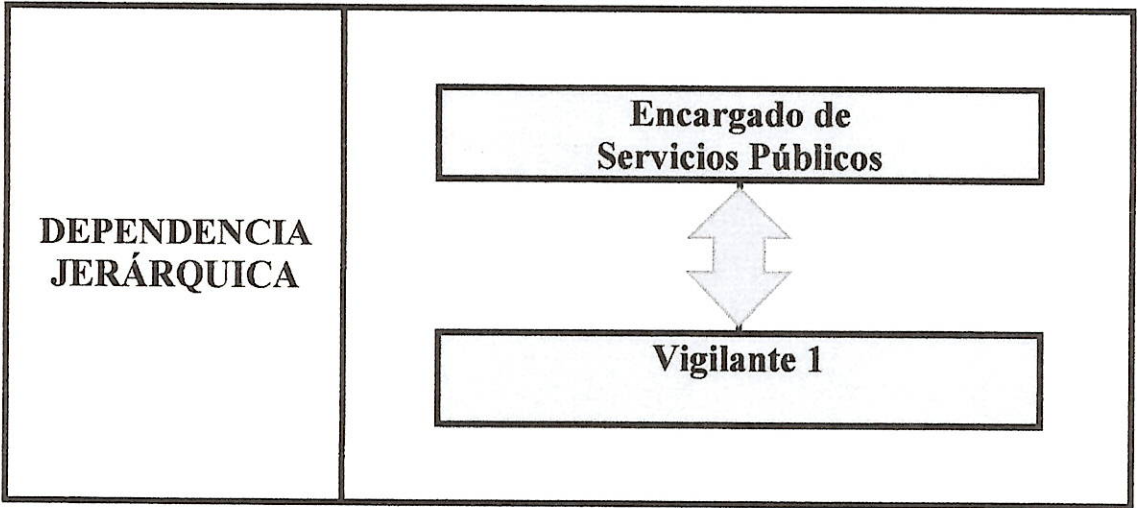 DEPENDENCIA
JERÁRQUICA
Encargado de
Servicios Públicos
Vigilante 1